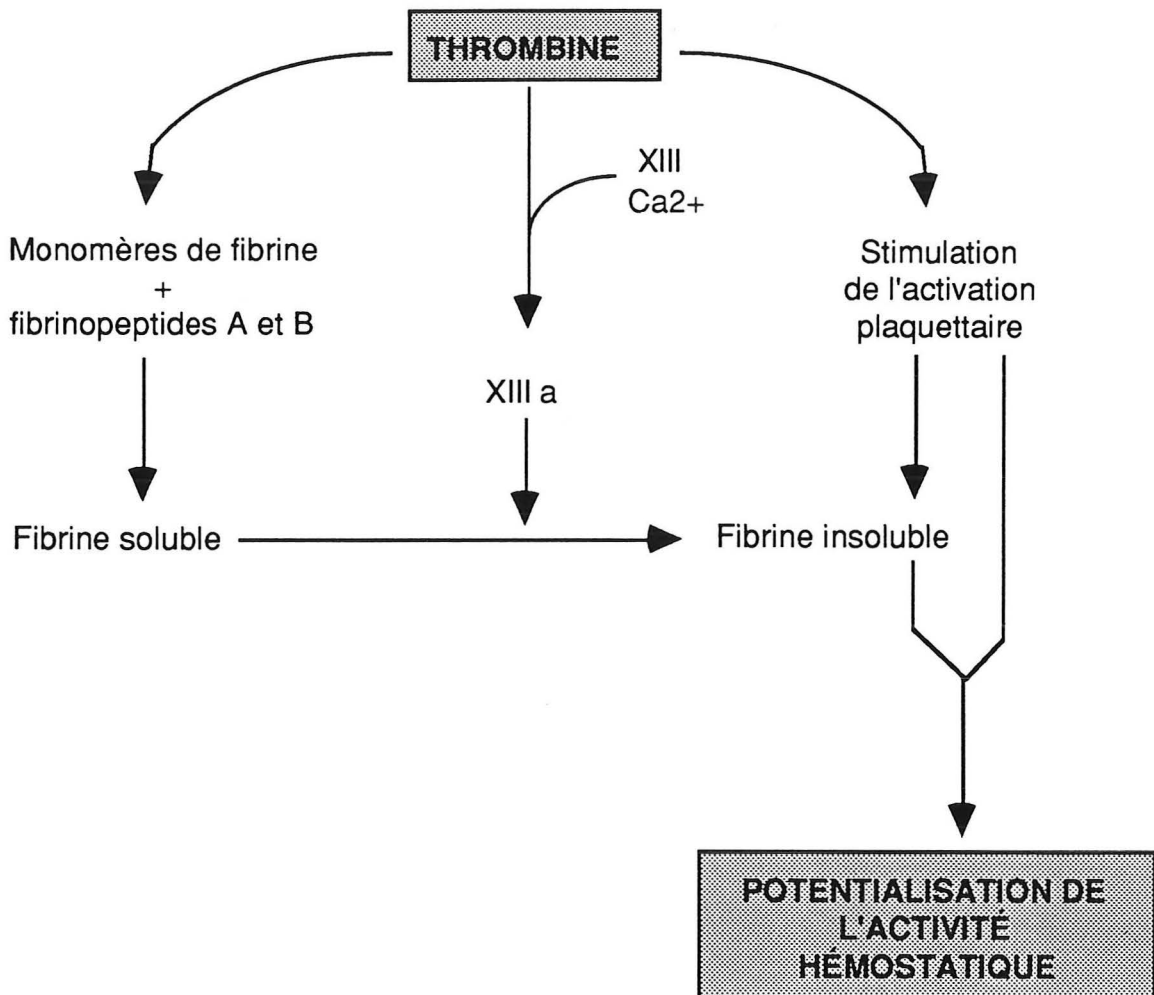 THROMBINE
XIII
Ca2+
Monomères de fibrine
+
fibrinopeptides A et B
Stimulation
de l'activation
plaquettaire
XIII a
Fibrine soluble
Fibrine insoluble
POTENTIALISATION DE
L'ACTIVITÉ
HÉMOSTATIQUE